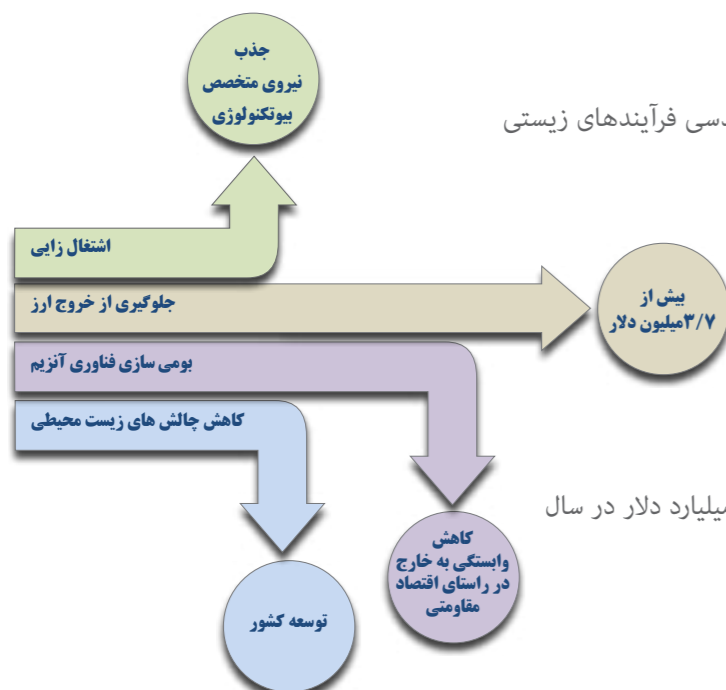 جذب
نیروی متخصص
بیوتکنولوژی
فرآیندهای زیستی
اشتغال زایی
جلوگیری از خروج ارز
بیش از
۳/۷میلیون دلار
بومی سازی فناوری آنزیم
کاهش چالش های زیست محیطی
میلیارد دلار در سال
کاهش
وابستگی به خارج
در راستای اقتصاد
مقاومتی
توسعه کشور